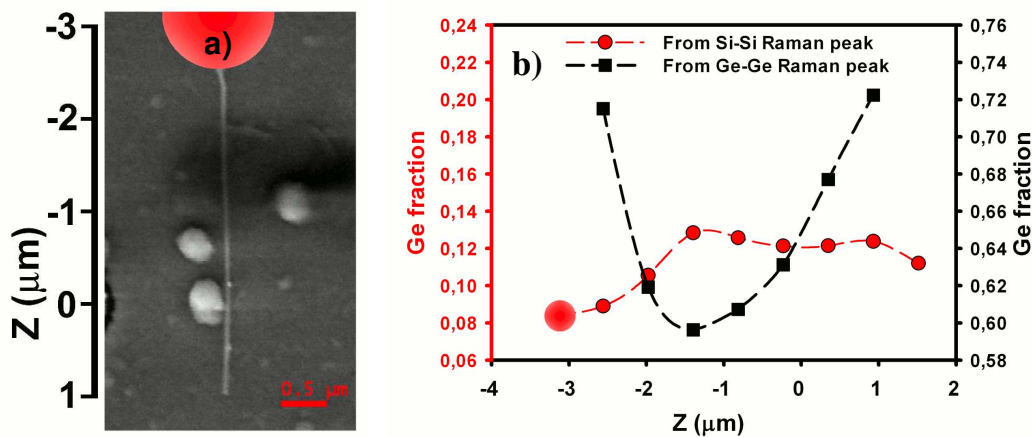 -3
-2
-1
0
1
Z (μm)
a)
0.5 μm
b)
From Si-Si Raman peak
From Ge-Ge Raman peak
0,24
0,22
0,20
0,18
0,16
0,14
0,12
0,10
0,08
0,06
Ge fraction
0,76
0,74
0,72
0,70
0,68
0,66
0,64
0,62
0,60
0,58
Ge fraction
-4 -3 -2 -1 0 1 2
Z (μm)